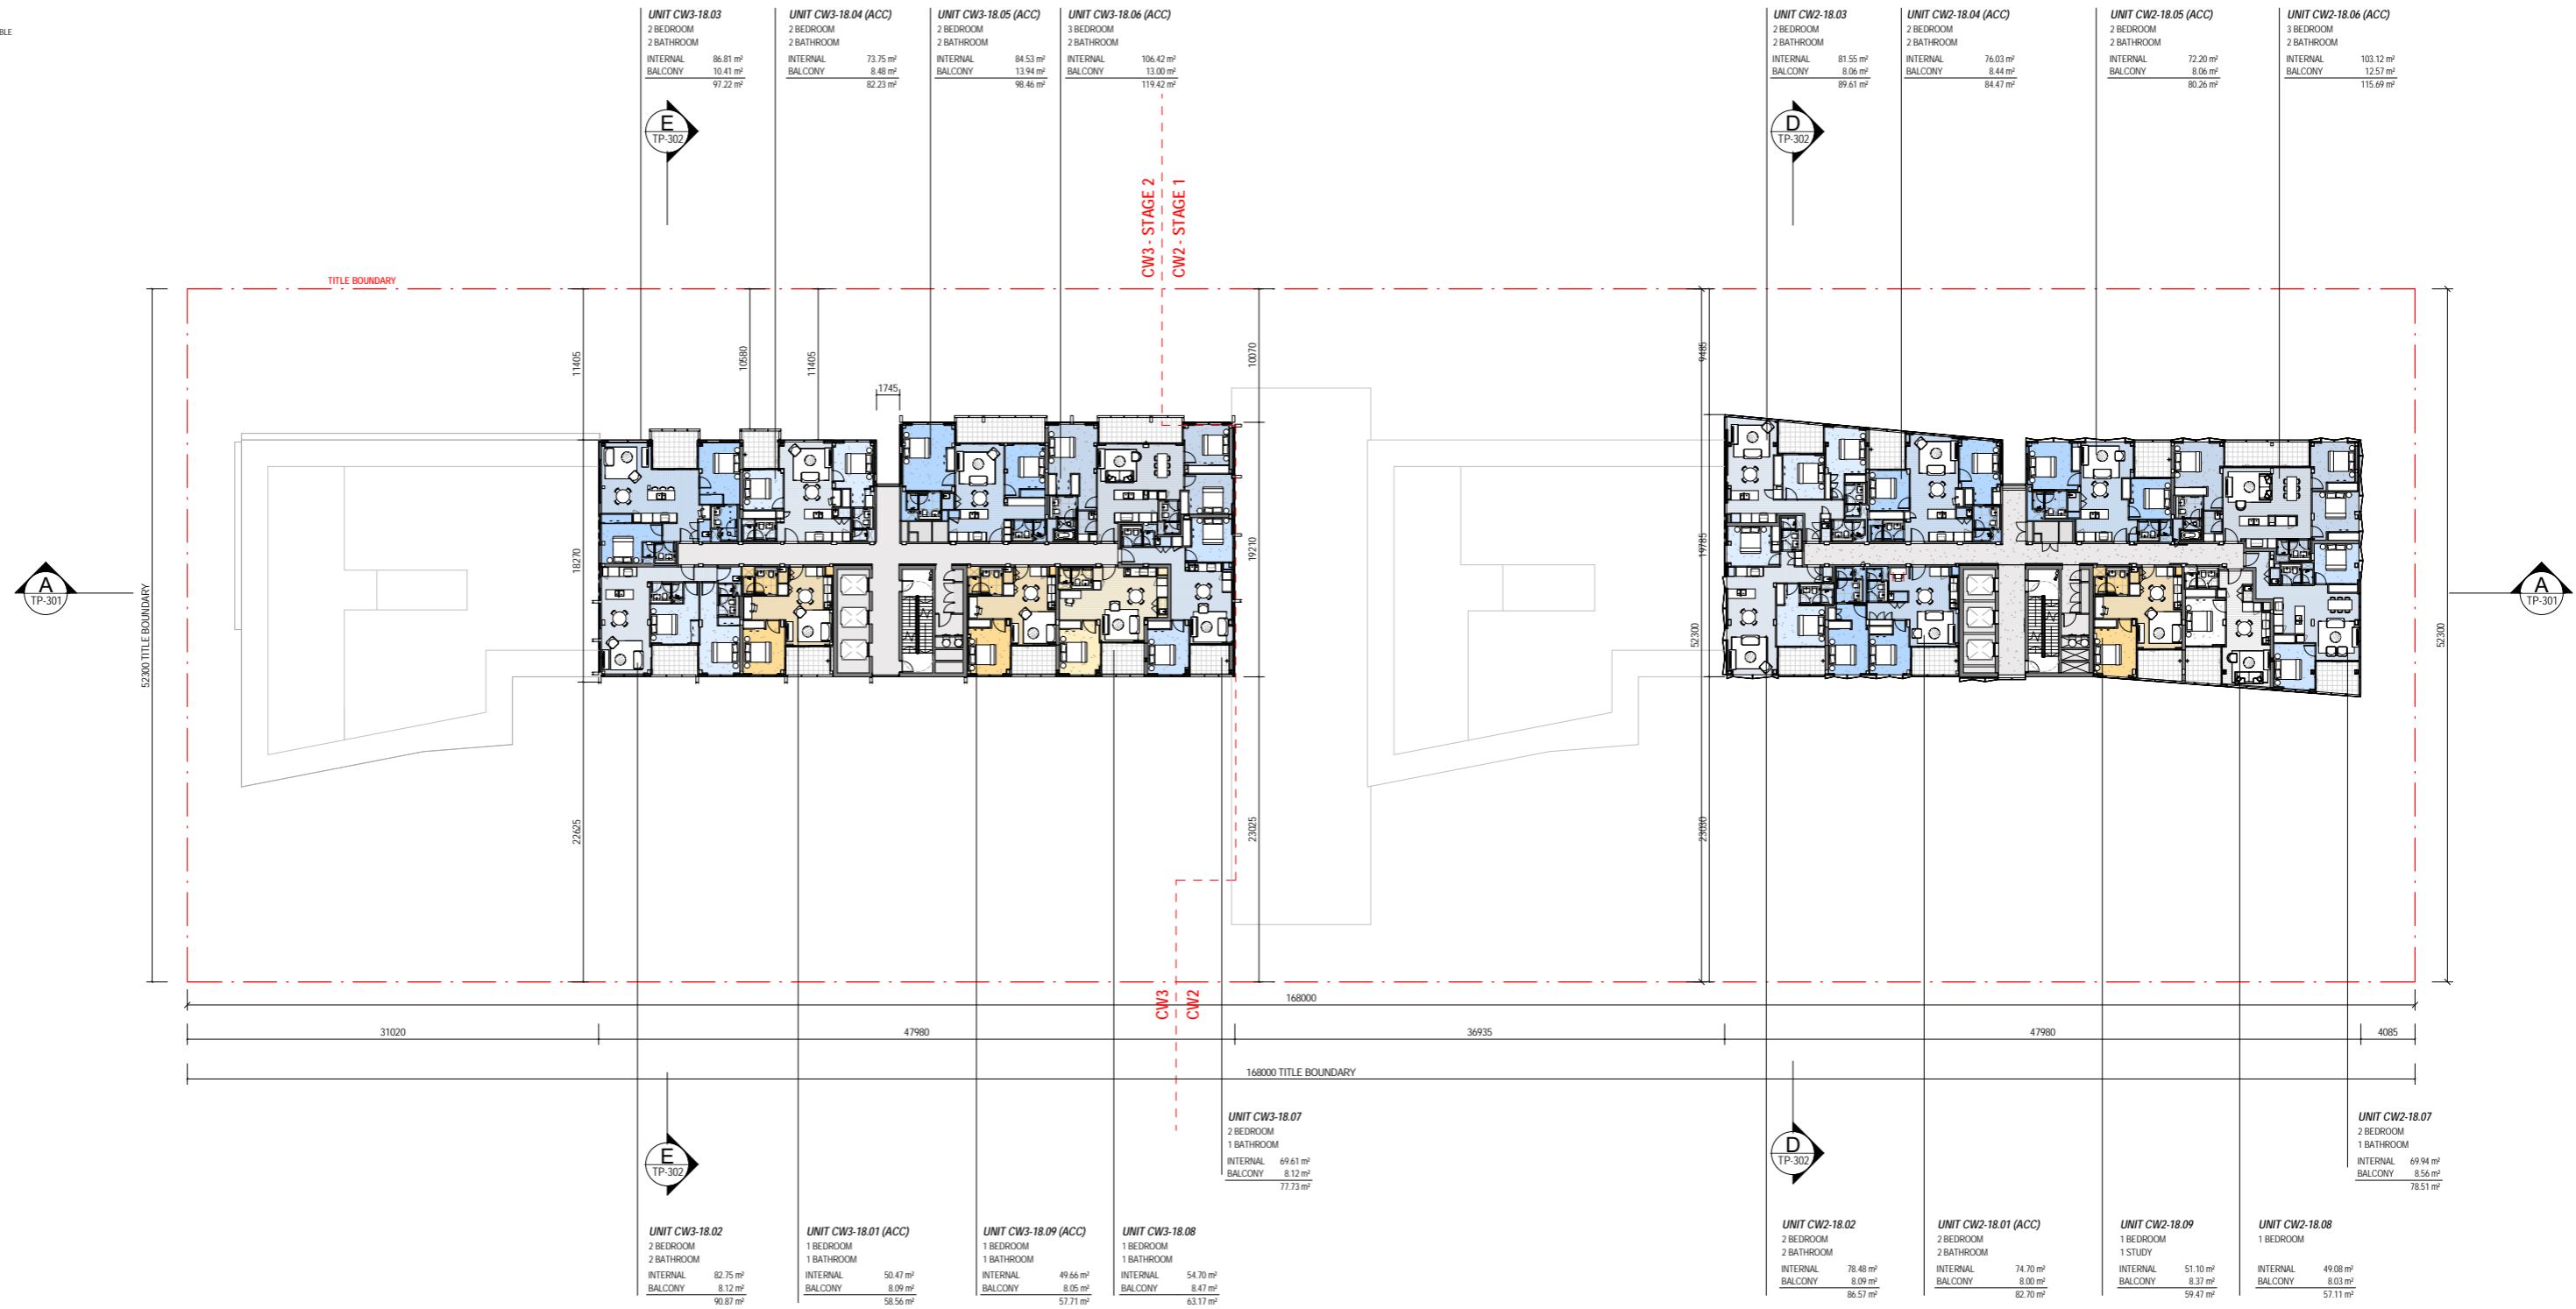 BLE
UNIT CW3-18.03
2 BEDROOM
2 BATHROOM
INTERNAL 86.81 m²
BALCONY 10.41 m²
97.22 m²
UNIT CW3-18.04 (ACC)
2 BEDROOM
2 BATHROOM
INTERNAL 73.75 m²
BALCONY 8.48 m²
82.23 m²
UNIT CW3-18.05 (ACC)
2 BEDROOM
2 BATHROOM
INTERNAL 84.53 m²
BALCONY 13.94 m²
98.46 m²
UNIT CW3-18.06 (ACC)
3 BEDROOM
2 BATHROOM
INTERNAL 106.42 m²
BALCONY 13.00 m²
119.42 m²
UNIT CW2-18.03
2 BEDROOM
2 BATHROOM
INTERNAL 81.55 m²
BALCONY 8.06 m²
89.61 m²
UNIT CW2-18.04 (ACC)
2 BEDROOM
2 BATHROOM
INTERNAL 76.03 m²
BALCONY 8.44 m²
84.47 m²
UNIT CW2-18.05 (ACC)
2 BEDROOM
2 BATHROOM
INTERNAL 72.20 m²
BALCONY 8.06 m²
80.26 m²
UNIT CW2-18.06 (ACC)
3 BEDROOM
2 BATHROOM
INTERNAL 103.12 m²
BALCONY 12.57 m²
115.69 m²
E
TP-302
D
TP-302
CW3 - STAGE 2
CW2 - STAGE 1
TITLE BOUNDARY
11405
10580
11405
1745
10070
9485
18270
19210
19785
A
TP-301
A
TP-301
52300 TITLE BOUNDARY
52300
52300
22625
23025
23030
CW3
CW2
168000
31020
47980
36935
47980
4085
168000 TITLE BOUNDARY
E
TP-302
D
TP-302
UNIT CW3-18.07
2 BEDROOM
1 BATHROOM
INTERNAL 69.61 m²
BALCONY 8.12 m²
77.73 m²
UNIT CW2-18.07
2 BEDROOM
1 BATHROOM
INTERNAL 69.94 m²
BALCONY 8.56 m²
78.51 m²
UNIT CW3-18.02
2 BEDROOM
2 BATHROOM
INTERNAL 82.75 m²
BALCONY 8.12 m²
90.87 m²
UNIT CW3-18.01 (ACC)
1 BEDROOM
1 BATHROOM
INTERNAL 50.47 m²
BALCONY 8.09 m²
58.56 m²
UNIT CW3-18.09 (ACC)
1 BEDROOM
1 BATHROOM
INTERNAL 49.66 m²
BALCONY 8.05 m²
57.71 m²
UNIT CW3-18.08
1 BEDROOM
1 BATHROOM
INTERNAL 54.70 m²
BALCONY 8.47 m²
63.17 m²
UNIT CW2-18.02
2 BEDROOM
2 BATHROOM
INTERNAL 78.48 m²
BALCONY 8.09 m²
86.57 m²
UNIT CW2-18.01 (ACC)
2 BEDROOM
2 BATHROOM
INTERNAL 74.70 m²
BALCONY 8.00 m²
82.70 m²
UNIT CW2-18.09
1 BEDROOM
1 STUDY
INTERNAL 51.10 m²
BALCONY 8.37 m²
59.47 m²
UNIT CW2-18.08
1 BEDROOM
INTERNAL 49.08 m²
BALCONY 8.03 m²
57.11 m²